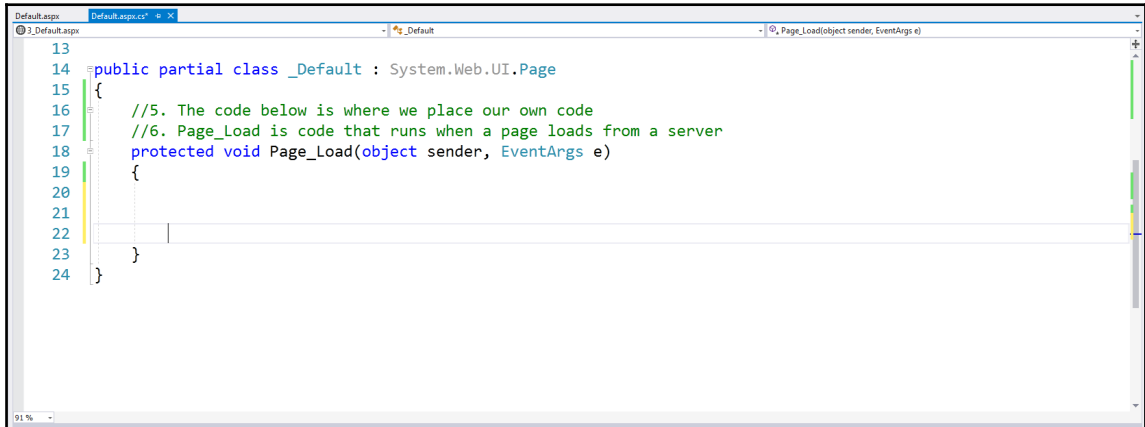 Default.aspx Default.aspx.cs*
3_Default.aspx _Default Page_Load(object sender, EventArgs e)
13
14 public partial class _Default : System.Web.UI.Page
15 {
16 //5. The code below is where we place our own code
17 //6. Page_Load is code that runs when a page loads from a server
18 protected void Page_Load(object sender, EventArgs e)
19 {
20
21
22
23 }
24 }
91 %